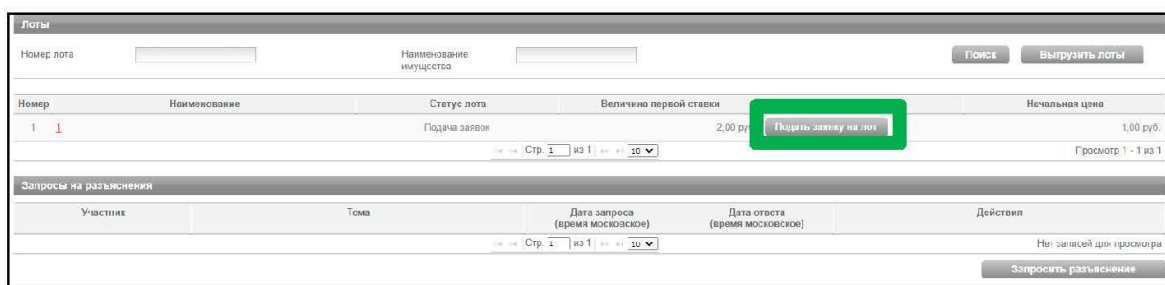 Лоты
Номер лота
Наименование
имущества
Поиск
Выгрузить лоты
Номер Наименование Статус лота Величина первой ставки Начальная цена
1 1 Подача заявок 2,00 ру Подать заявку на лот 1,00 руб.
Стр. 1 из 1 10 Просмотр 1 - 1 из 1
Запросы на разъяснения
Участник Тема Дата запроса
(время московское) Дата ответа
(время московское) Действия
Стр. 1 из 1 10 Нет записей для просмотра
Запросить разъяснение